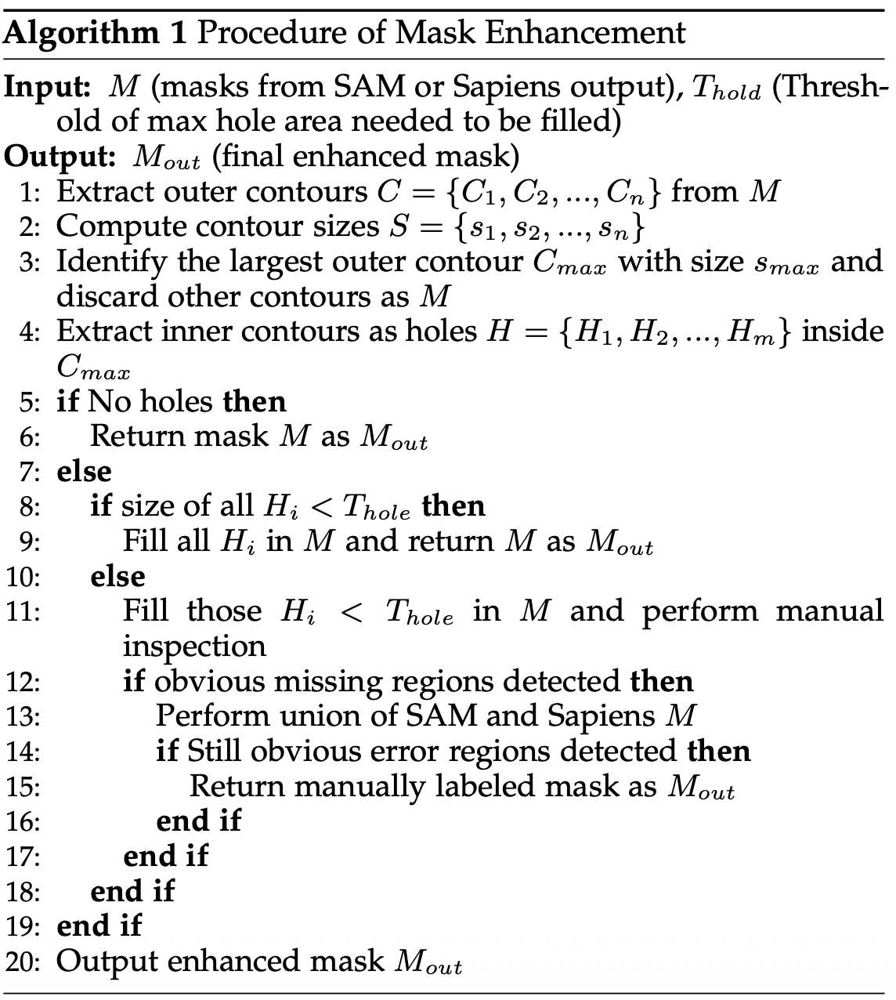 Algorithm 1 Procedure of Mask Enhancement
Input: M (masks from SAM or Sapiens output), T_{hold} (Thresh-
old of max hole area needed to be filled)
Output: M_{out} (final enhanced mask)
1: Extract outer contours C = {C_1, C_2, ..., C_n} from M
2: Compute contour sizes S = {s_1, s_2, ..., s_n}
3: Identify the largest outer contour C_{max} with size s_{max} and
discard other contours as M
4: Extract inner contours as holes H = {H_1, H_2, ..., H_m} inside
C_{max}
5: if No holes then
6: Return mask M as M_{out}
7: else
8: if size of all H_i < T_{hole} then
9: Fill all H_i in M and return M as M_{out}
10: else
11: Fill those H_i < T_{hole} in M and perform manual
inspection
12: if obvious missing regions detected then
13: Perform union of SAM and Sapiens M
14: if Still obvious error regions detected then
15: Return manually labeled mask as M_{out}
16: end if
17: end if
18: end if
19: end if
20: Output enhanced mask M_{out}